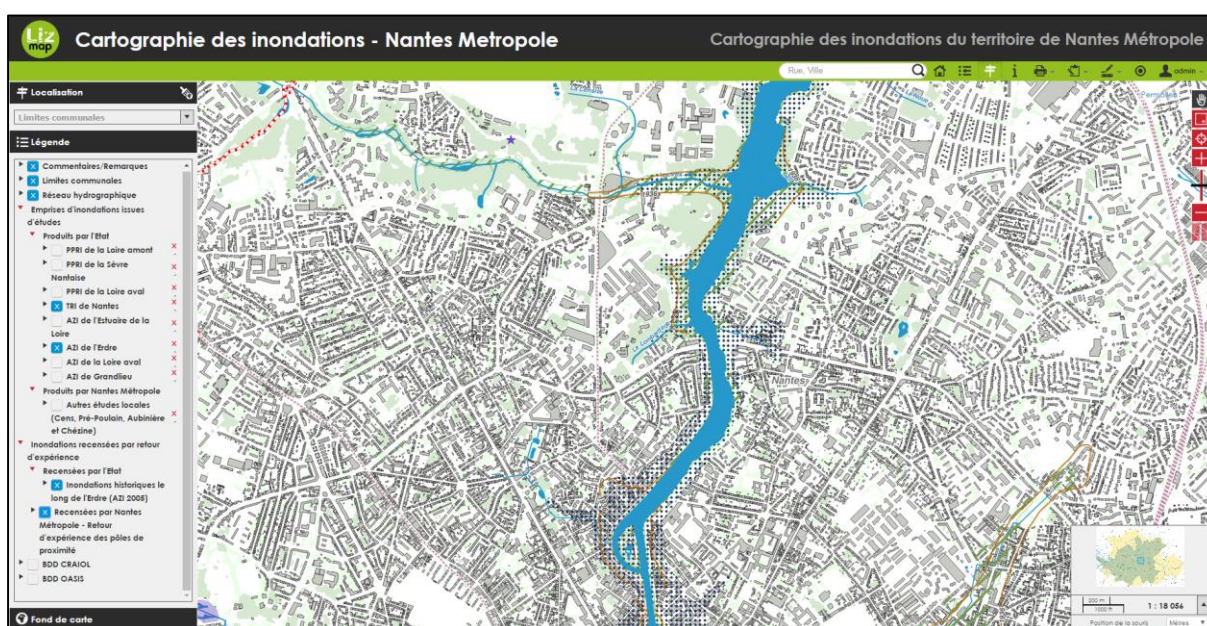 Liz
map
Cartographie des inondations - Nantes Metropole
Cartographie des inondations du territoire de Nantes Métropole
Rue, Ville
admin
Localisation
Limites communales
Légende
Commentaires/Remarques
Limites communales
Réseau hydrographique
Emprises d'inondations issues
d'études
Produits par l'Etat
PPRI de la Loire amont
PPRI de la Sèvre
Nantaise
PPRI de la Loire aval
TRI de Nantes
AZI de l'Estuaire de la
Loire
AZI de l'Erdre
AZI de la Loire aval
AZI de Grandlieu
Produits par Nantes Métropole
Autres études locales
(Cens, Pré-Poulain, Aubinière
et Chézine)
Inondations recensées par retour
d'expérience
Recensées par l'Etat
Inondations historiques le
long de l'Erdre (AZI 2005)
Recensées par Nantes
Métropole - Retour
d'expérience des pôles de
proximité
BDD CRAIOL
BDD OASIS
Fond de carte
Nantes
1 : 18 056
Position de la souris
Mètres